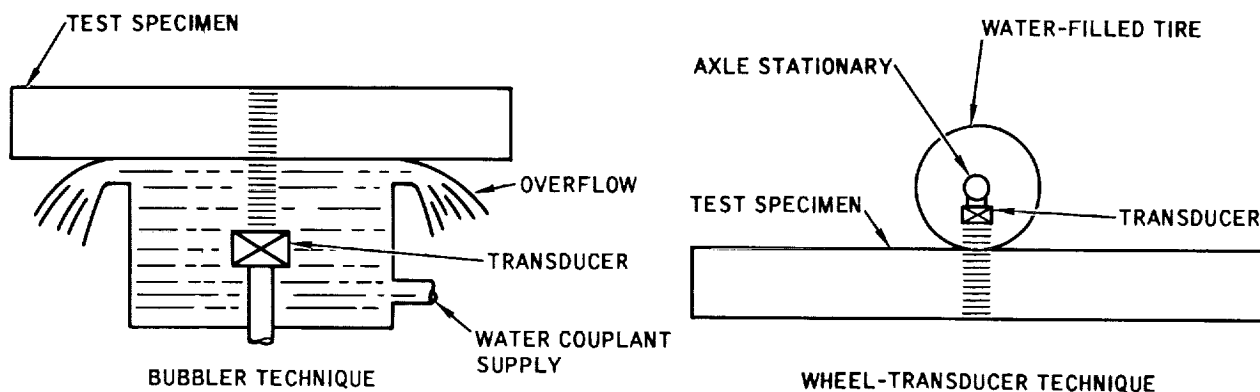 TEST SPECIMEN
OVERFLOW
TRANSDUCER
WATER COUPLANT
SUPPLY
BUBBLER TECHNIQUE
WATER-FILLED TIRE
AXLE STATIONARY
TEST SPECIMEN
TRANSDUCER
WHEEL-TRANSDUCER TECHNIQUE